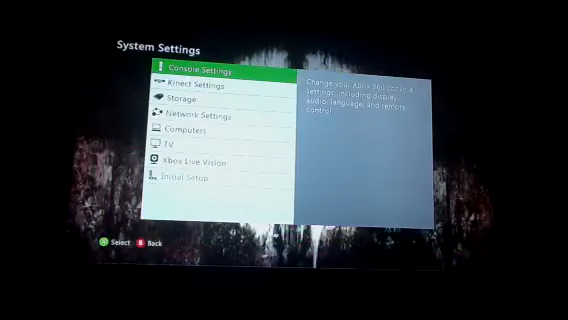 System Settings
Console Settings
Kinect Settings
Storage
Network Settings
Computers
TV
Xbox Live Vision
Initial Setup
Change your Xbox 360 console
settings, including display,
audio, language, and remote
control.
A Select B Back